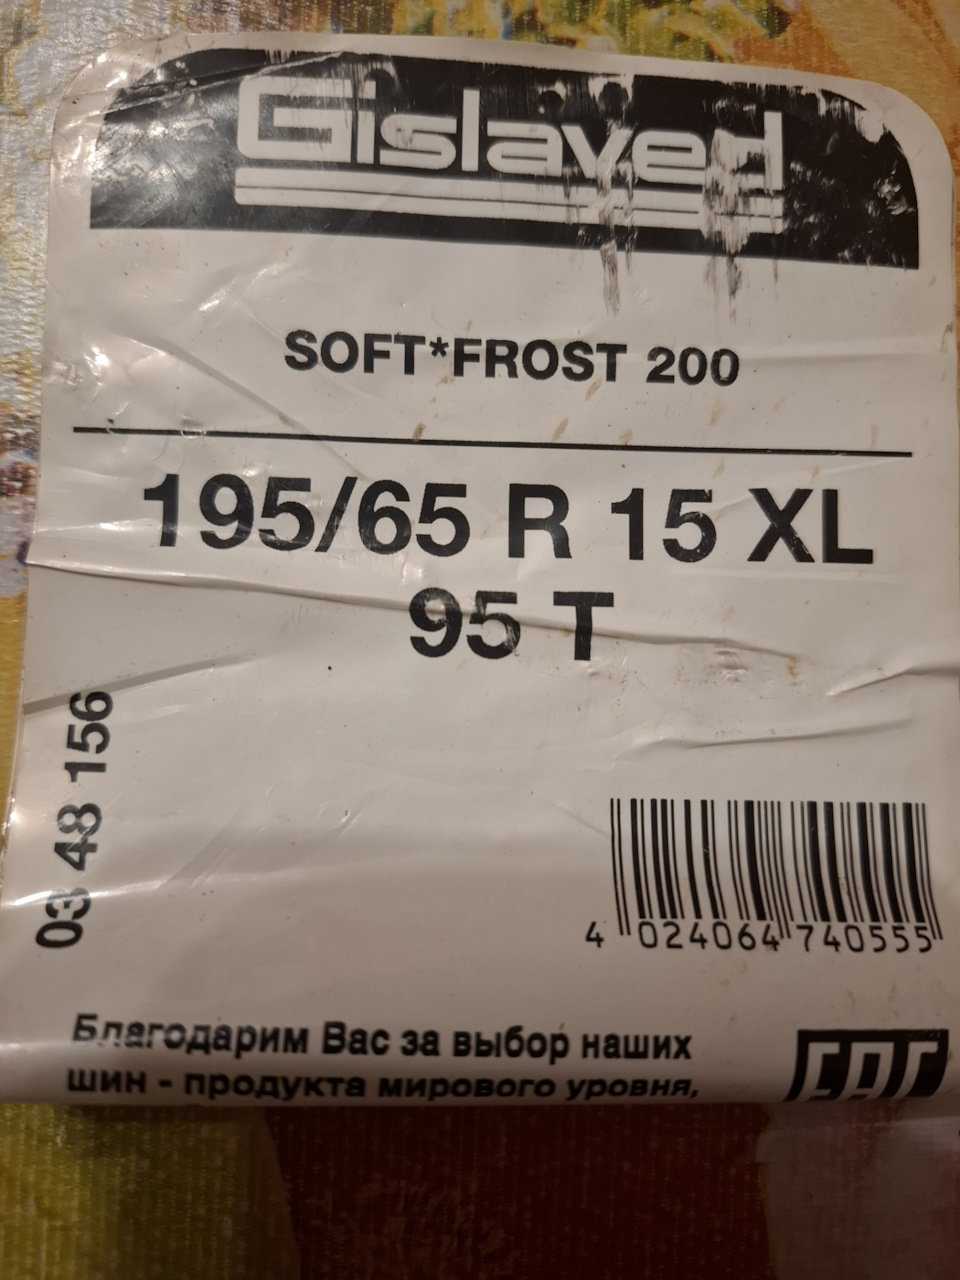 Gislaved
SOFT*FROST 200
195/65 R 15 XL
95 T
03 48 156
4 024064 740555
Благодарим Вас за выбор наших
шин - продукта мирового уровня,
EAC